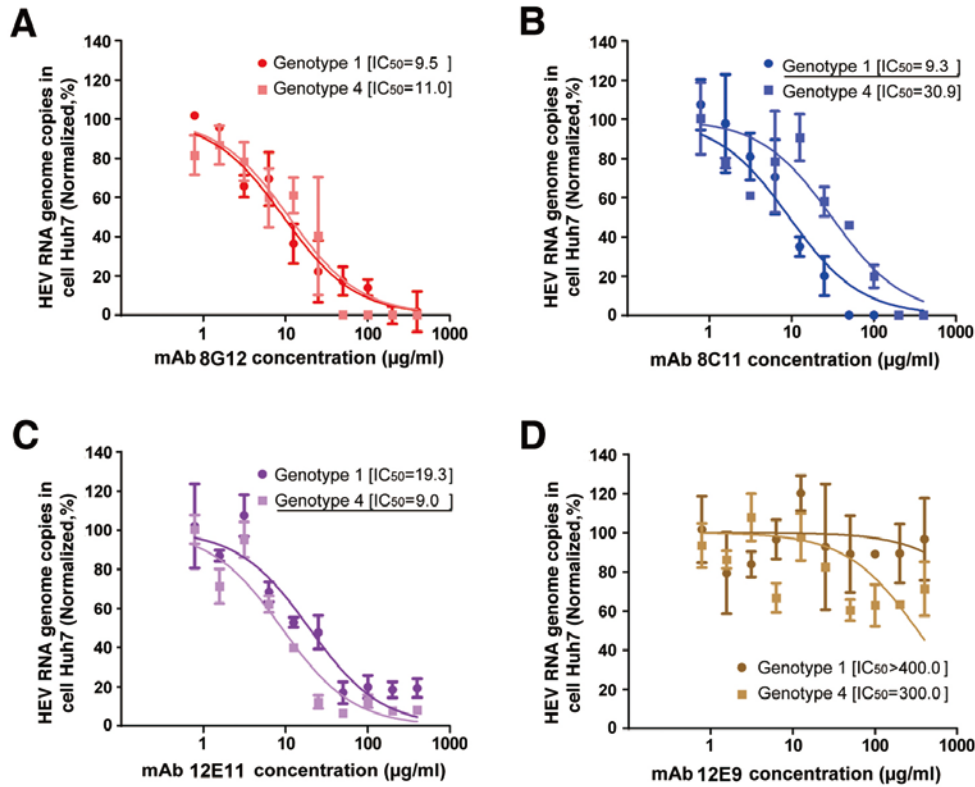 A
HEV RNA genome copies in
cell Huh7 (Normalized,%)
140
120
100
80
60
40
20
0
Genotype 1 [IC50=9.5 ]
Genotype 4 [IC50=11.0]
1 10 100 1000
mAb 8G12 concentration (µg/ml)
B
HEV RNA genome copies in
cell Huh7 (Normalized,%)
140
120
100
80
60
40
20
0
Genotype 1 [IC50=9.3 ]
Genotype 4 [IC50=30.9]
1 10 100 1000
mAb 8C11 concentration (µg/ml)
C
HEV RNA genome copies in
cell Huh7 (Normalized,%)
140
120
100
80
60
40
20
0
Genotype 1 [IC50=19.3]
Genotype 4 [IC50=9.0 ]
1 10 100 1000
mAb 12E11 concentration (µg/ml)
D
HEV RNA genome copies in
cell Huh7 (Normalized,%)
140
120
100
80
60
40
20
0
Genotype 1 [IC50>400.0]
Genotype 4 [IC50=300.0]
1 10 100 1000
mAb 12E9 concentration (µg/ml)